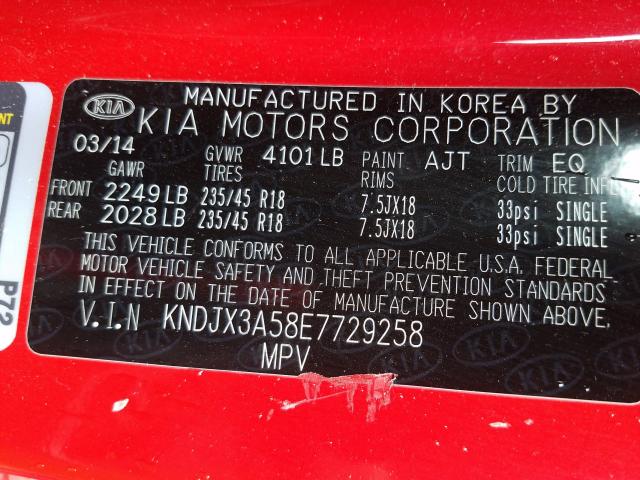 MANUFACTURED IN KOREA BY
KIA KIA MOTORS CORPORATION
03/14 GVWR 4101 LB PAINT AJT TRIM EQ
GAWR TIRES RIMS COLD TIRE INFL
FRONT 2249 LB 235/45 R18 7.5JX18 33psi SINGLE
REAR 2028 LB 235/45 R18 7.5JX18 33psi SINGLE
THIS VEHICLE CONFORMS TO ALL APPLICABLE U.S.A. FEDERAL
MOTOR VEHICLE SAFETY AND THEFT PREVENTION STANDARDS
IN EFFECT ON THE DATE OF MANUFACTURE SHOWN ABOVE.
V.I.N KNDJX3A58E7729258
MPV
P72